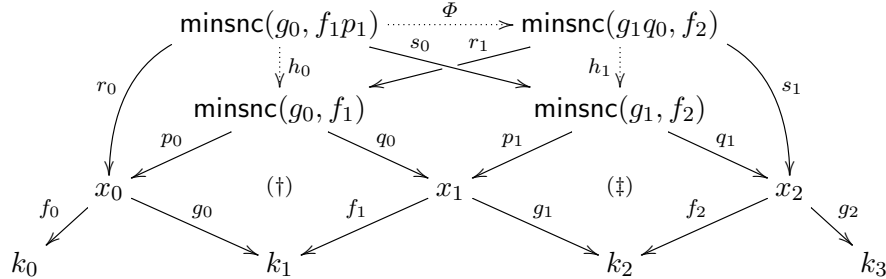 minsnc(g₀, f₁p₁) Φ minsnc(g₁q₀, f₂)
s₀ r₁
r₀ h₀ h₁ s₁
minsnc(g₀, f₁) minsnc(g₁, f₂)
p₀ q₀ p₁ q₁
x₀ (†) x₁ (‡) x₂
f₀ g₀ f₁ g₁ f₂ g₂
k₀ k₁ k₂ k₃